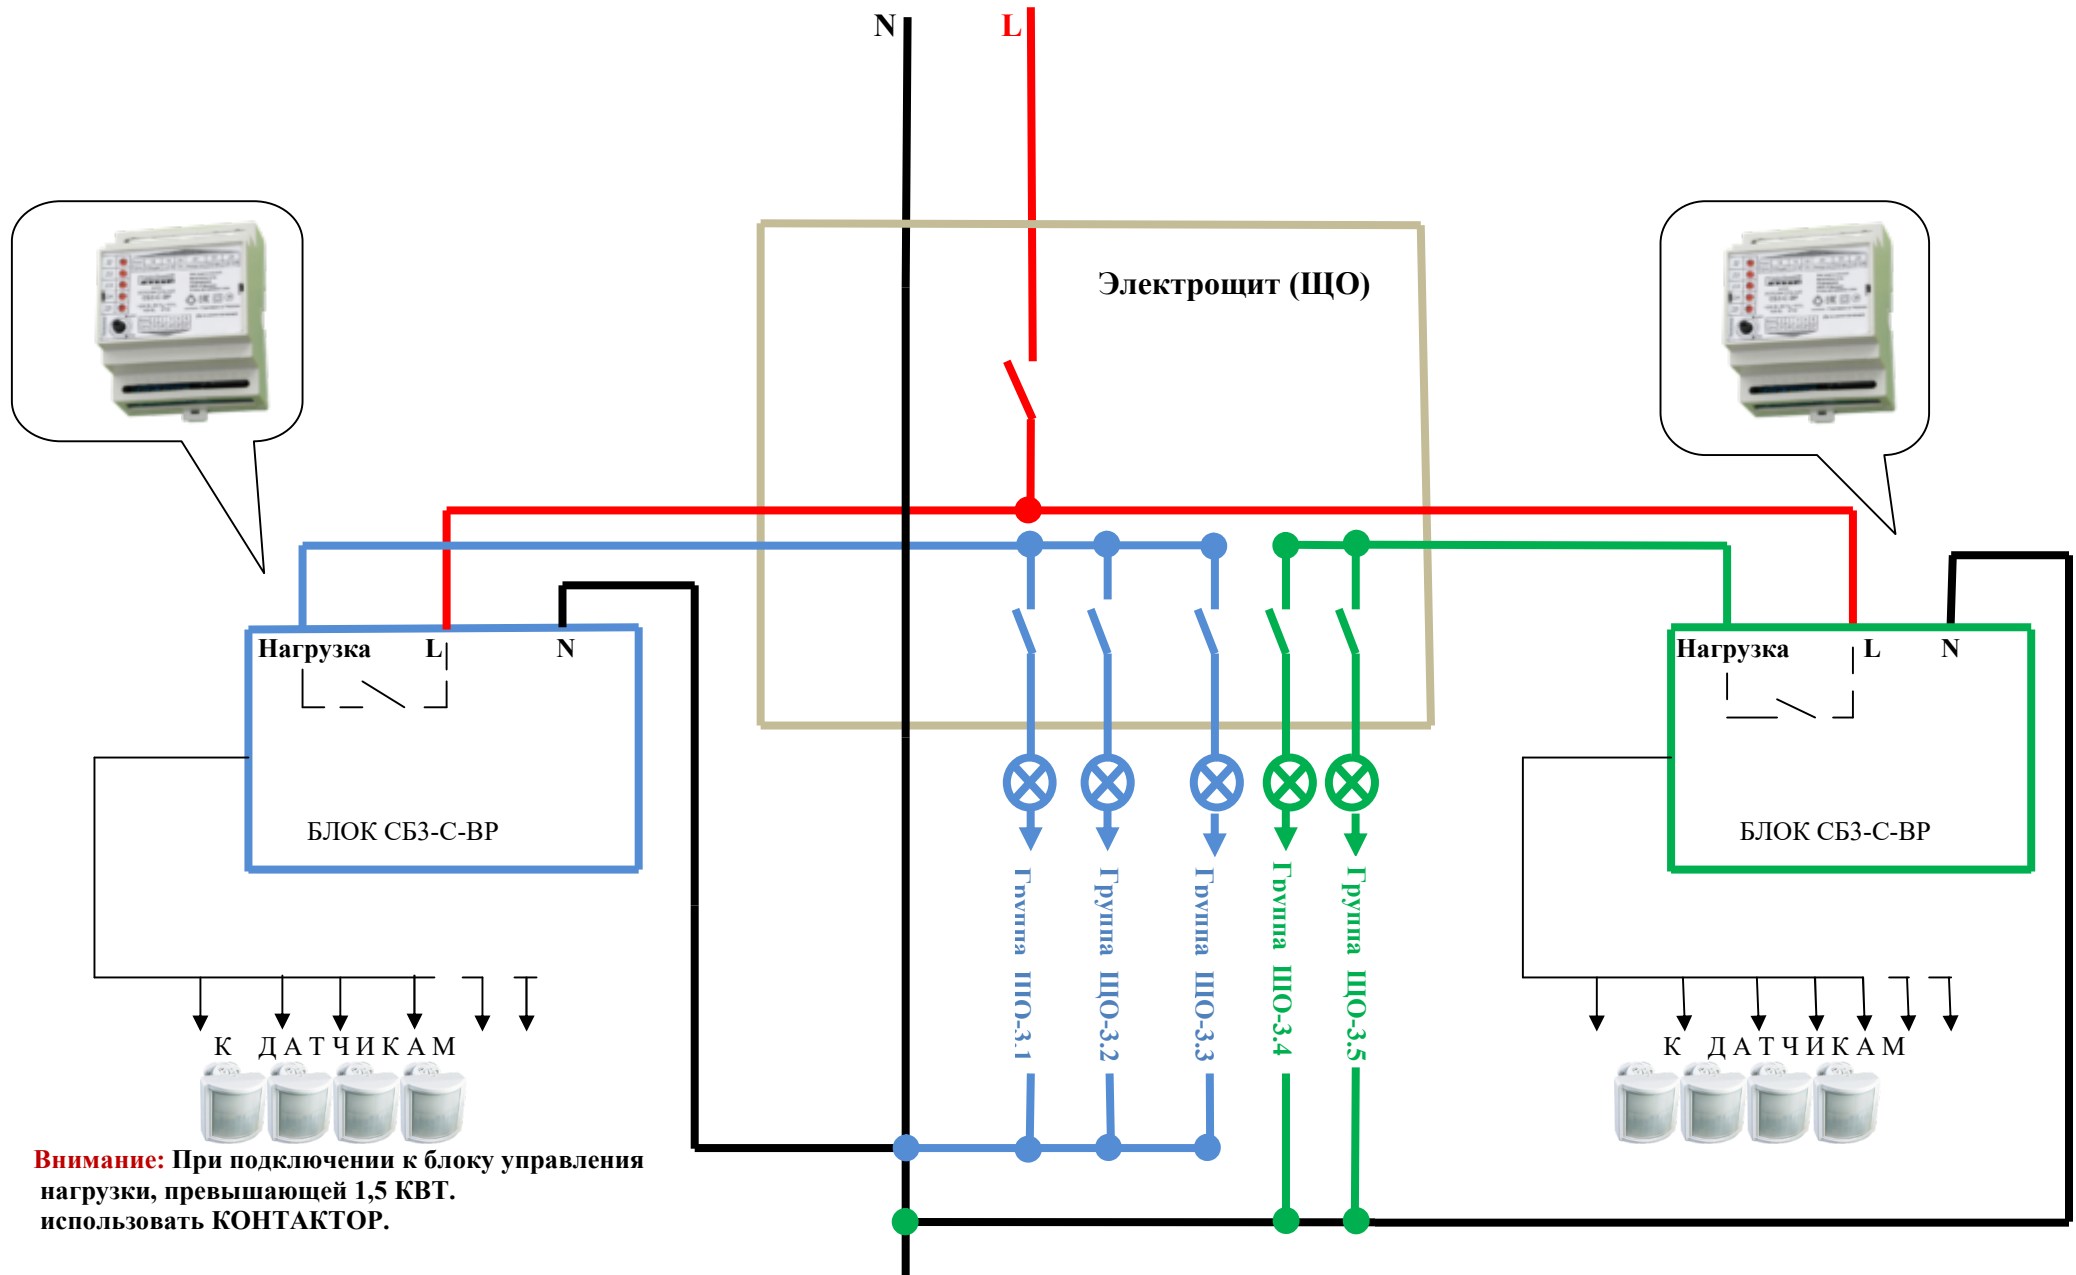 N
L
Электрощит (ЩО)
Нагрузка L N
БЛОК СБ3-С-ВР
Нагрузка L N
БЛОК СБ3-С-ВР
Группа ЩО-3.1
Группа ЩО-3.2
Группа ЩО-3.3
Группа ЩО-3.4
Группа ЩО-3.5
К ДАТЧИКАМ
К ДАТЧИКАМ
Внимание: При подключении к блоку управления
нагрузки, превышающей 1,5 КВТ.
использовать КОНТАКТОР.